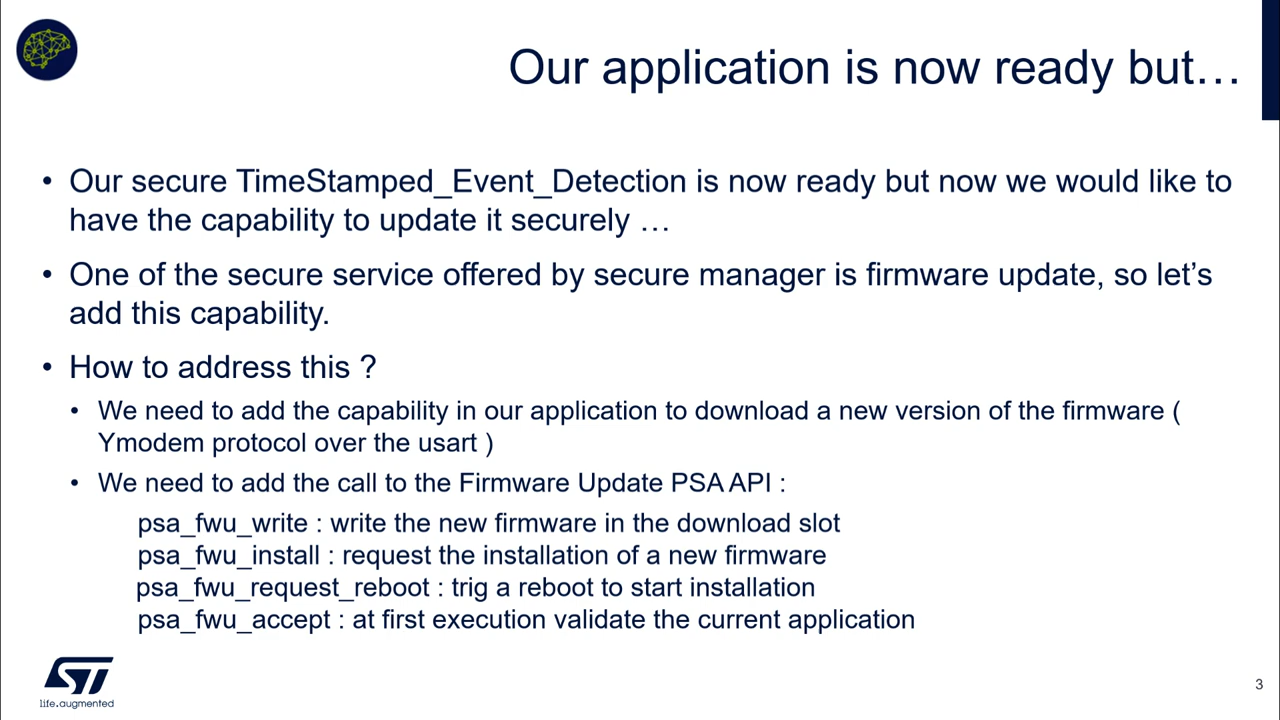 Our application is now ready but…
• Our secure TimeStamped_Event_Detection is now ready but now we would like to
have the capability to update it securely …
• One of the secure service offered by secure manager is firmware update, so let's
add this capability.
• How to address this ?
• We need to add the capability in our application to download a new version of the firmware (
Ymodem protocol over the usart )
• We need to add the call to the Firmware Update PSA API :
psa_fwu_write : write the new firmware in the download slot
psa_fwu_install : request the installation of a new firmware
psa_fwu_request_reboot : trig a reboot to start installation
psa_fwu_accept : at first execution validate the current application
ST
life.augmented
3